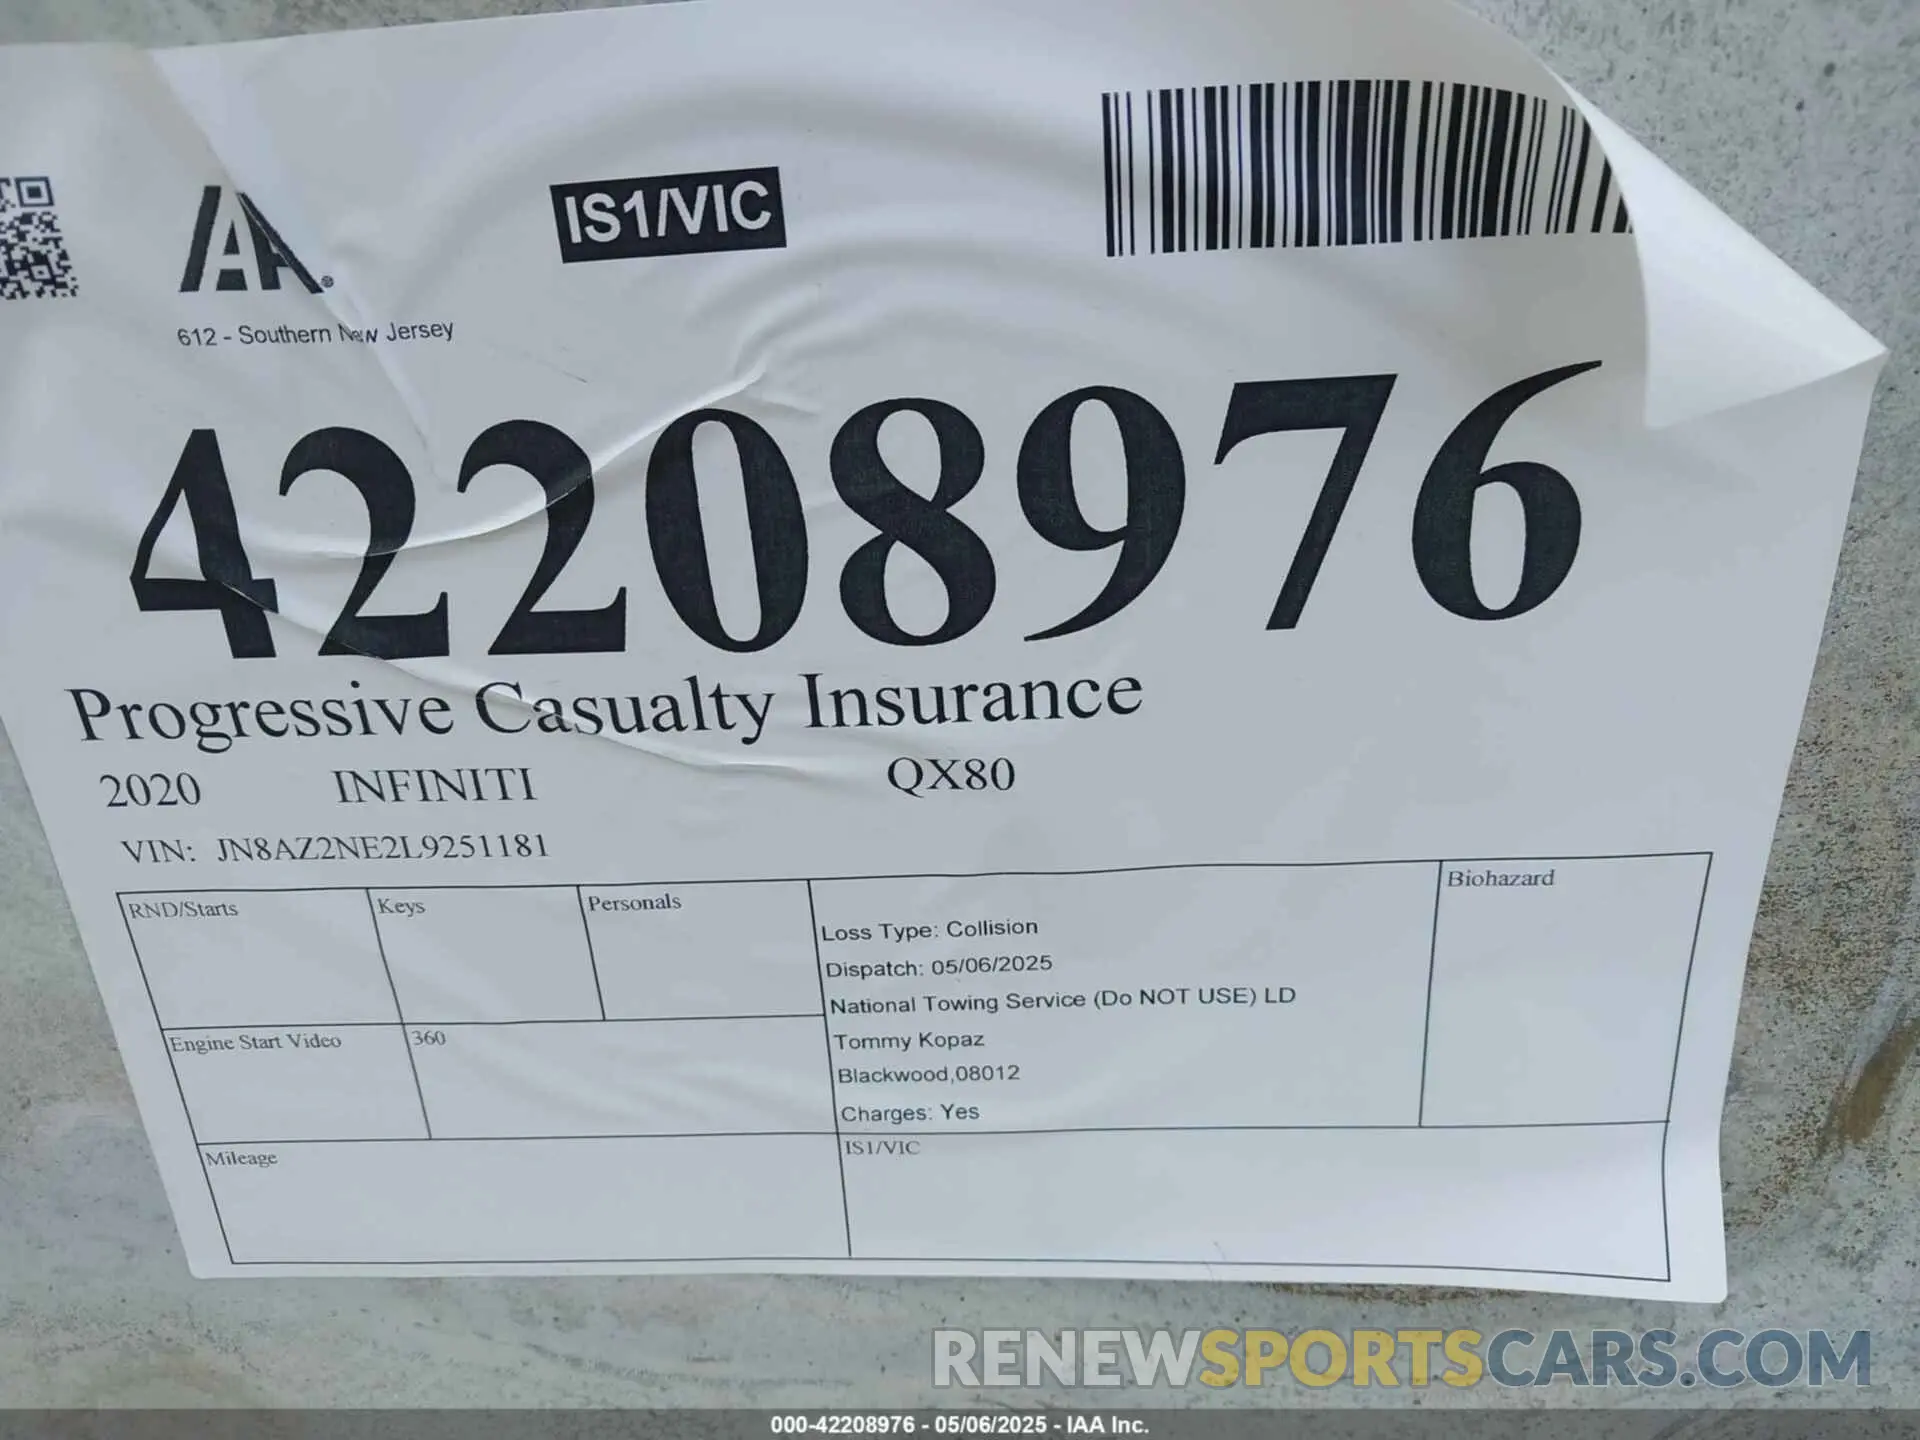 IAA®
IS1/VIC
612 - Southern New Jersey
42208976
Progressive Casualty Insurance
2020 INFINITI QX80
VIN: JN8AZ2NE2L9251181
RND/Starts
Keys
Personals
Loss Type: Collision
Dispatch: 05/06/2025
National Towing Service (Do NOT USE) LD
Tommy Kopaz
Blackwood,08012
Charges: Yes
Biohazard
Engine Start Video
360
Mileage
IS1/VIC
RENEWSPORTSCARS.COM
000-42208976 - 05/06/2025 - IAA Inc.